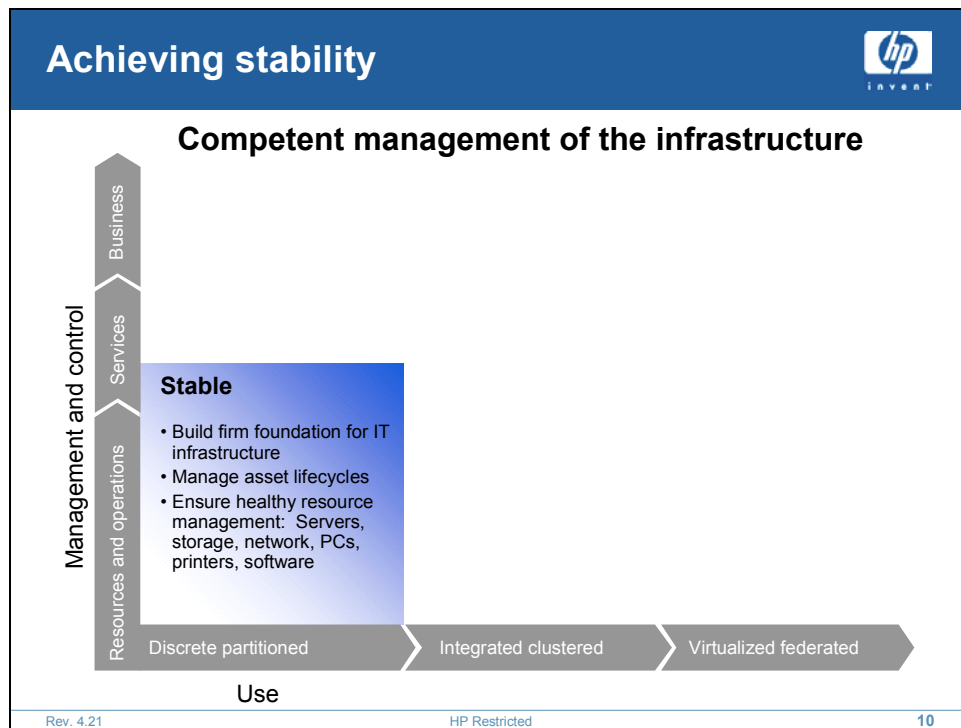 Achieving stability
hp
invent
Competent management of the infrastructure
Management and control
Business
Services
Resources and operations
Stable
• Build firm foundation for IT
infrastructure
• Manage asset lifecycles
• Ensure healthy resource
management: Servers,
storage, network, PCs,
printers, software
Discrete partitioned
Integrated clustered
Virtualized federated
Use
Rev. 4.21
HP Restricted
10